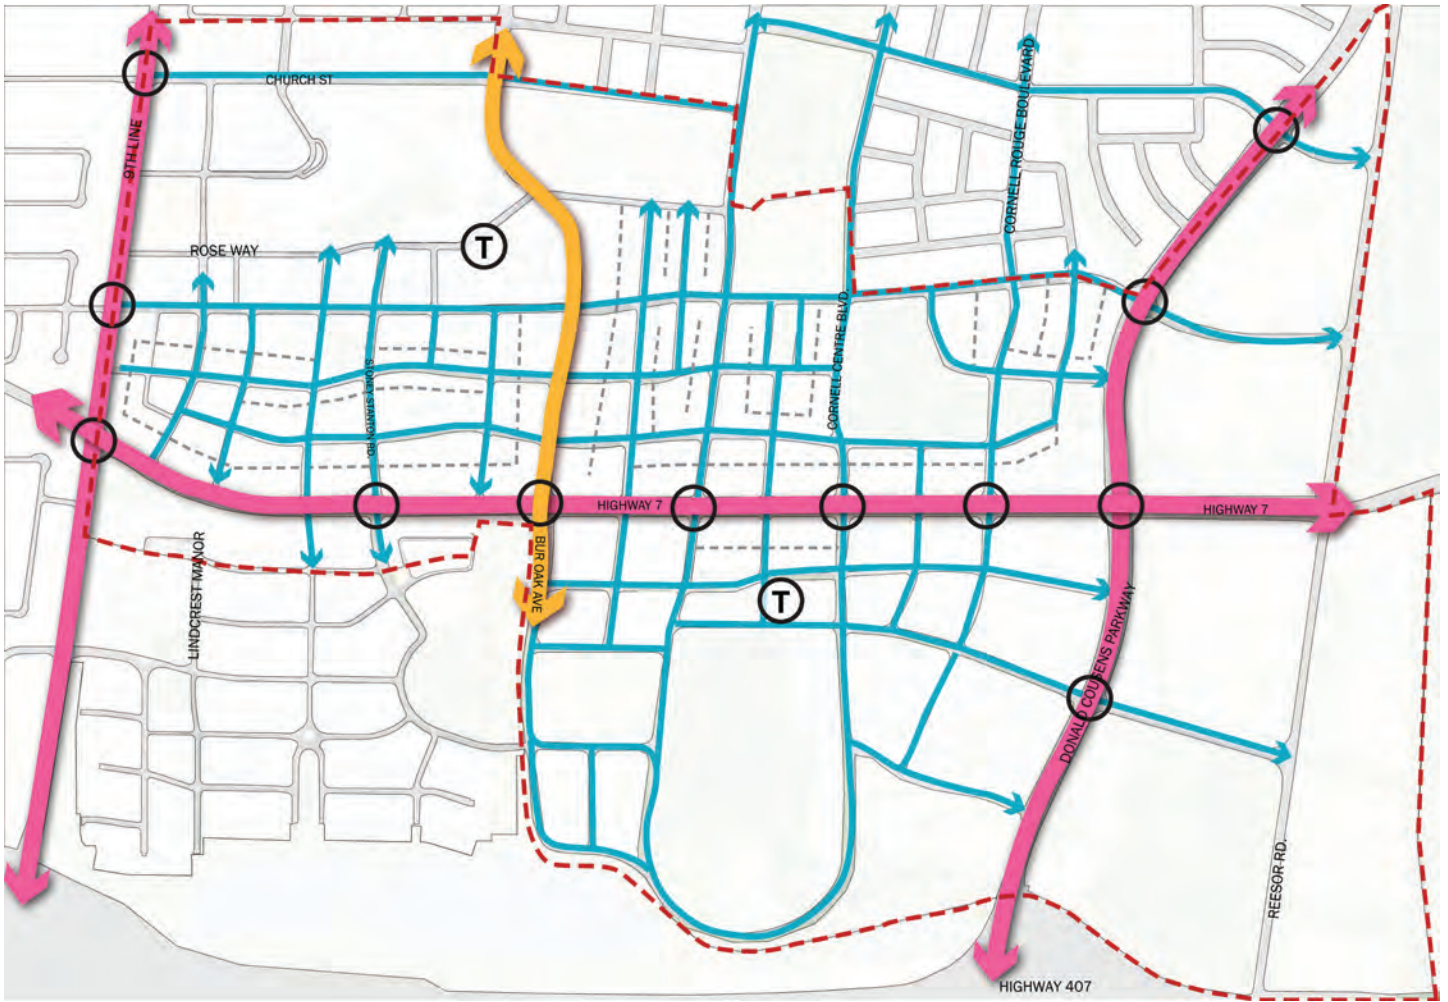 CHURCH ST.
9TH LINE
CORNELL ROUGE BOULEVARD
ROSE WAY
T
STONEY STANTON RD.
CORNELL CENTRE BLVD.
HIGHWAY 7
HIGHWAY 7
BUR OAK AVE
LINDCREST MANOR
T
DONALD COUSENS PARKWAY
REESOR RD.
HIGHWAY 407